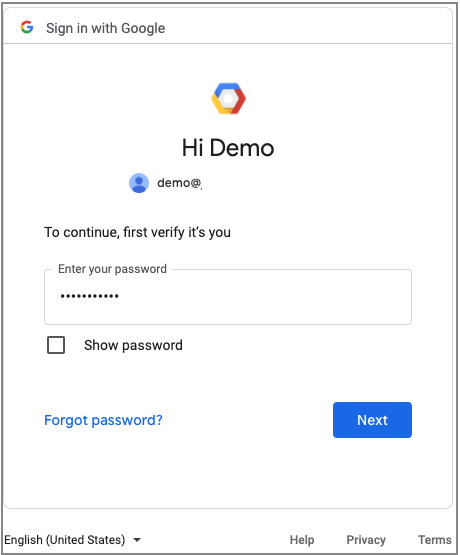 Sign in with Google
Hi Demo
demo@
To continue, first verify it's you
Enter your password
•••••••••••
Show password
Forgot password?
Next
English (United States)
Help Privacy Terms